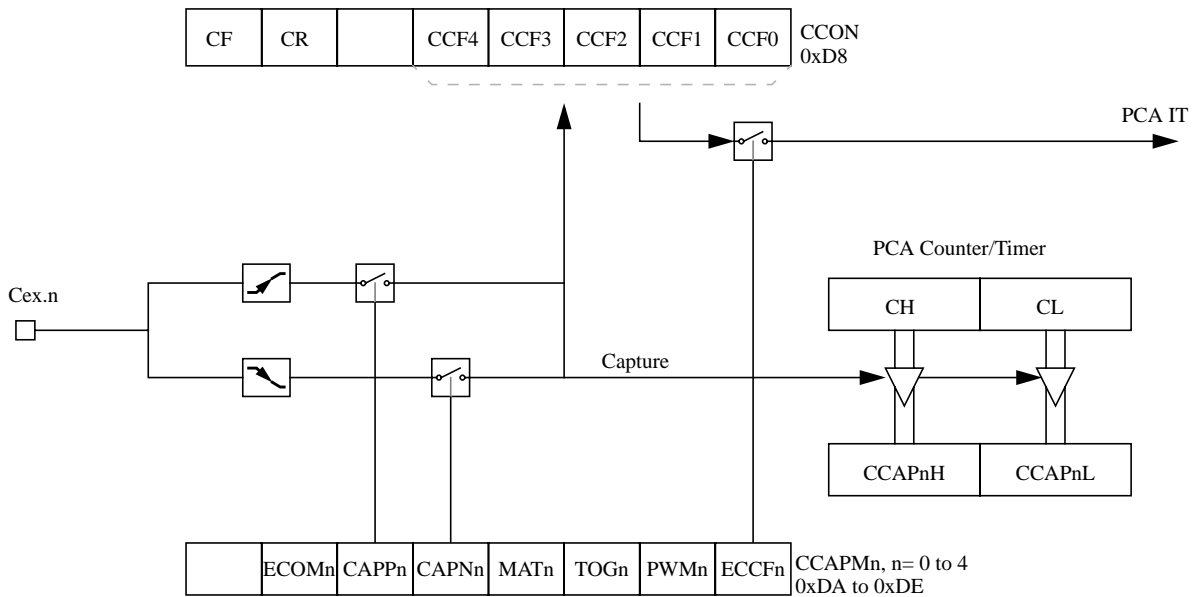 CF CR CCF4 CCF3 CCF2 CCF1 CCF0 CCON
0xD8
PCA IT
PCA Counter/Timer
Cex.n
CH CL
Capture
CCAPnH CCAPnL
ECOMn CAPPn CAPNn MATn TOGn PWMn ECCFn CCAPMn, n= 0 to 4
0xDA to 0xDE